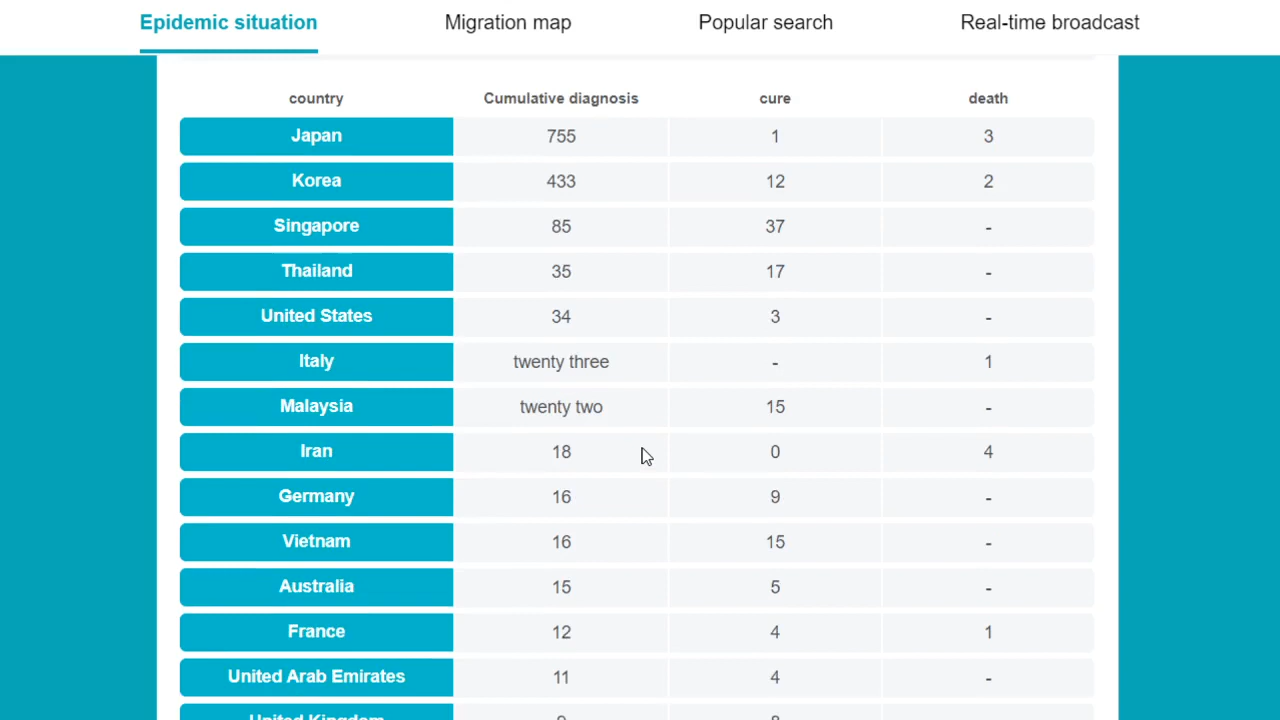 Epidemic situation Migration map Popular search Real-time broadcast
country Cumulative diagnosis cure death
Japan 755 1 3
Korea 433 12 2
Singapore 85 37 -
Thailand 35 17 -
United States 34 3 -
Italy twenty three - 1
Malaysia twenty two 15 -
Iran 18 0 4
Germany 16 9 -
Vietnam 16 15 -
Australia 15 5 -
France 12 4 1
United Arab Emirates 11 4 -
United Kingdom